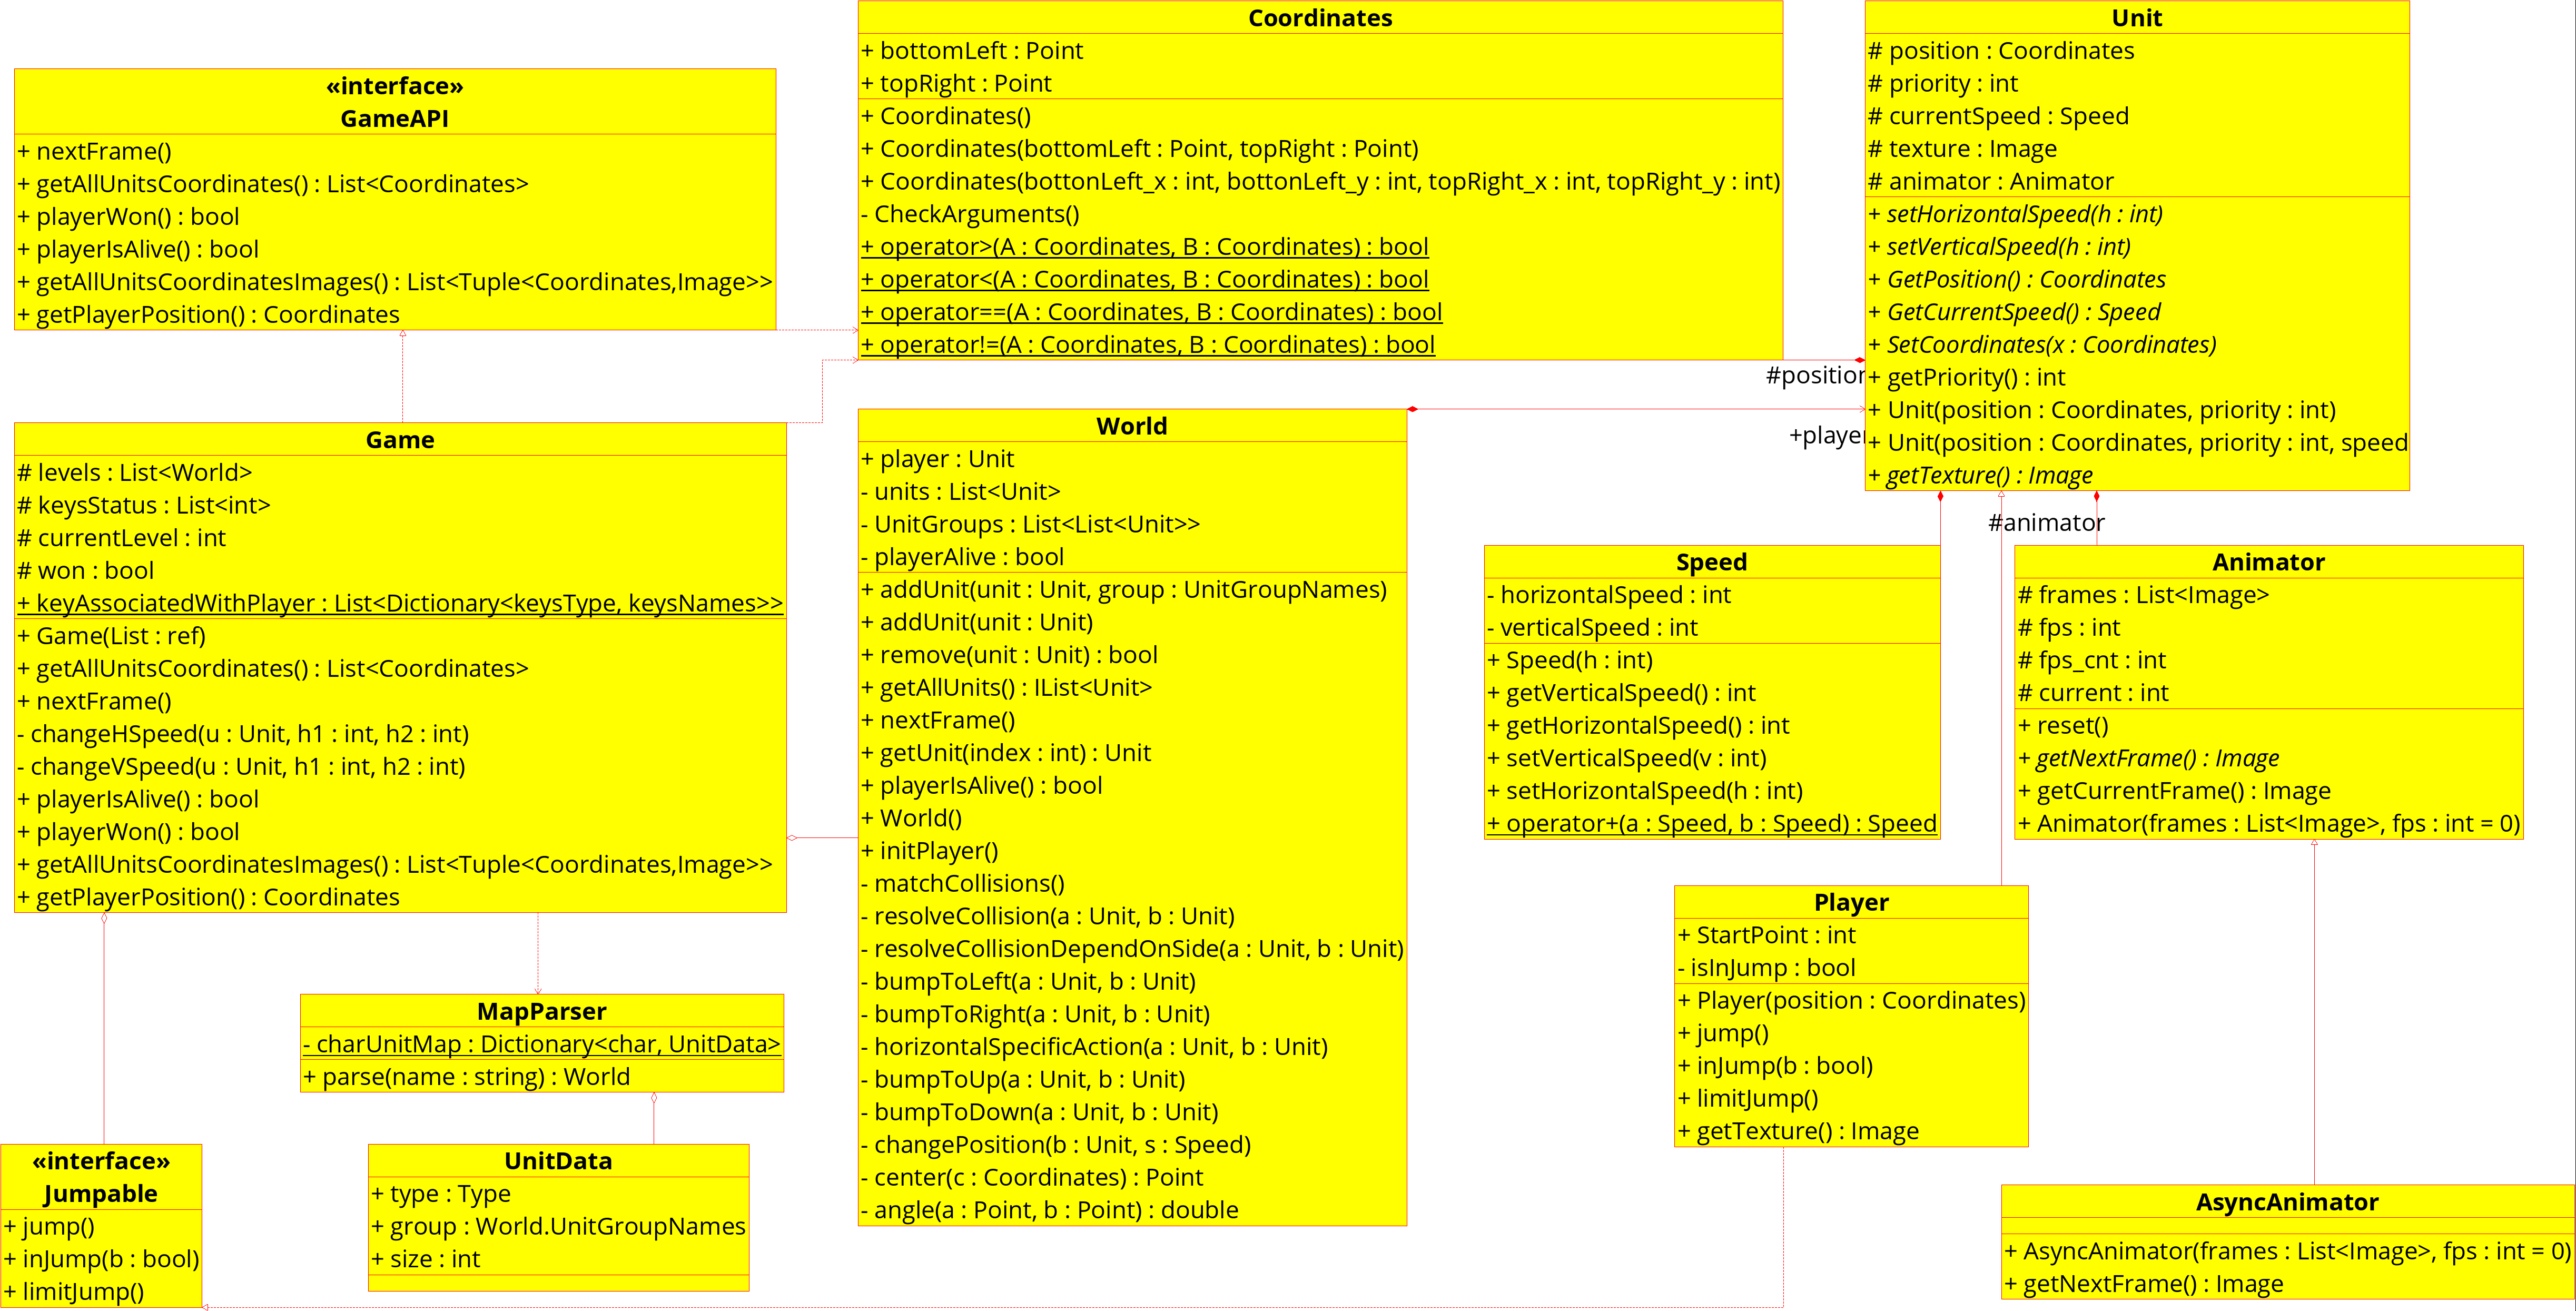 «interface»
GameAPI
+ nextFrame()
+ getAllUnitsCoordinates() : List<Coordinates>
+ playerWon() : bool
+ playerIsAlive() : bool
+ getAllUnitsCoordinatesImages() : List<Tuple<Coordinates,Image>>
+ getPlayerPosition() : Coordinates
Coordinates
+ bottomLeft : Point
+ topRight : Point
+ Coordinates()
+ Coordinates(bottomLeft : Point, topRight : Point)
+ Coordinates(bottonLeft_x : int, bottonLeft_y : int, topRight_x : int, topRight_y : int)
- CheckArguments()
+ operator>(A : Coordinates, B : Coordinates) : bool
+ operator<(A : Coordinates, B : Coordinates) : bool
+ operator==(A : Coordinates, B : Coordinates) : bool
+ operator!=(A : Coordinates, B : Coordinates) : bool
Unit
# position : Coordinates
# priority : int
# currentSpeed : Speed
# texture : Image
# animator : Animator
+ setHorizontalSpeed(h : int)
+ setVerticalSpeed(h : int)
+ GetPosition() : Coordinates
+ GetCurrentSpeed() : Speed
+ SetCoordinates(x : Coordinates)
+ getPriority() : int
+ Unit(position : Coordinates, priority : int)
+ Unit(position : Coordinates, priority : int, speed
+ getTexture() : Image
#position
+player
#animator
Game
# levels : List<World>
# keysStatus : List<int>
# currentLevel : int
# won : bool
+ keyAssociatedWithPlayer : List<Dictionary<keysType, keysNames>>
+ Game(List : ref)
+ getAllUnitsCoordinates() : List<Coordinates>
+ nextFrame()
- changeHSpeed(u : Unit, h1 : int, h2 : int)
- changeVSpeed(u : Unit, h1 : int, h2 : int)
+ playerIsAlive() : bool
+ playerWon() : bool
+ getAllUnitsCoordinatesImages() : List<Tuple<Coordinates,Image>>
+ getPlayerPosition() : Coordinates
World
+ player : Unit
- units : List<Unit>
- UnitGroups : List<List<Unit>>
- playerAlive : bool
+ addUnit(unit : Unit, group : UnitGroupNames)
+ addUnit(unit : Unit)
+ remove(unit : Unit) : bool
+ getAllUnits() : IList<Unit>
+ nextFrame()
+ getUnit(index : int) : Unit
+ playerIsAlive() : bool
+ World()
+ initPlayer()
- matchCollisions()
- resolveCollision(a : Unit, b : Unit)
- resolveCollisionDependOnSide(a : Unit, b : Unit)
- bumpToLeft(a : Unit, b : Unit)
- bumpToRight(a : Unit, b : Unit)
- horizontalSpecificAction(a : Unit, b : Unit)
- bumpToUp(a : Unit, b : Unit)
- bumpToDown(a : Unit, b : Unit)
- changePosition(b : Unit, s : Speed)
- center(c : Coordinates) : Point
- angle(a : Point, b : Point) : double
Speed
- horizontalSpeed : int
- verticalSpeed : int
+ Speed(h : int)
+ getVerticalSpeed() : int
+ getHorizontalSpeed() : int
+ setVerticalSpeed(v : int)
+ setHorizontalSpeed(h : int)
+ operator+(a : Speed, b : Speed) : Speed
Animator
# frames : List<Image>
# fps : int
# fps_cnt : int
# current : int
+ reset()
+ getNextFrame() : Image
+ getCurrentFrame() : Image
+ Animator(frames : List<Image>, fps : int = 0)
Player
+ StartPoint : int
- isInJump : bool
+ Player(position : Coordinates)
+ jump()
+ inJump(b : bool)
+ limitJump()
+ getTexture() : Image
MapParser
- charUnitMap : Dictionary<char, UnitData>
+ parse(name : string) : World
«interface»
Jumpable
+ jump()
+ inJump(b : bool)
+ limitJump()
UnitData
+ type : Type
+ group : World.UnitGroupNames
+ size : int
AsyncAnimator
+ AsyncAnimator(frames : List<Image>, fps : int = 0)
+ getNextFrame() : Image